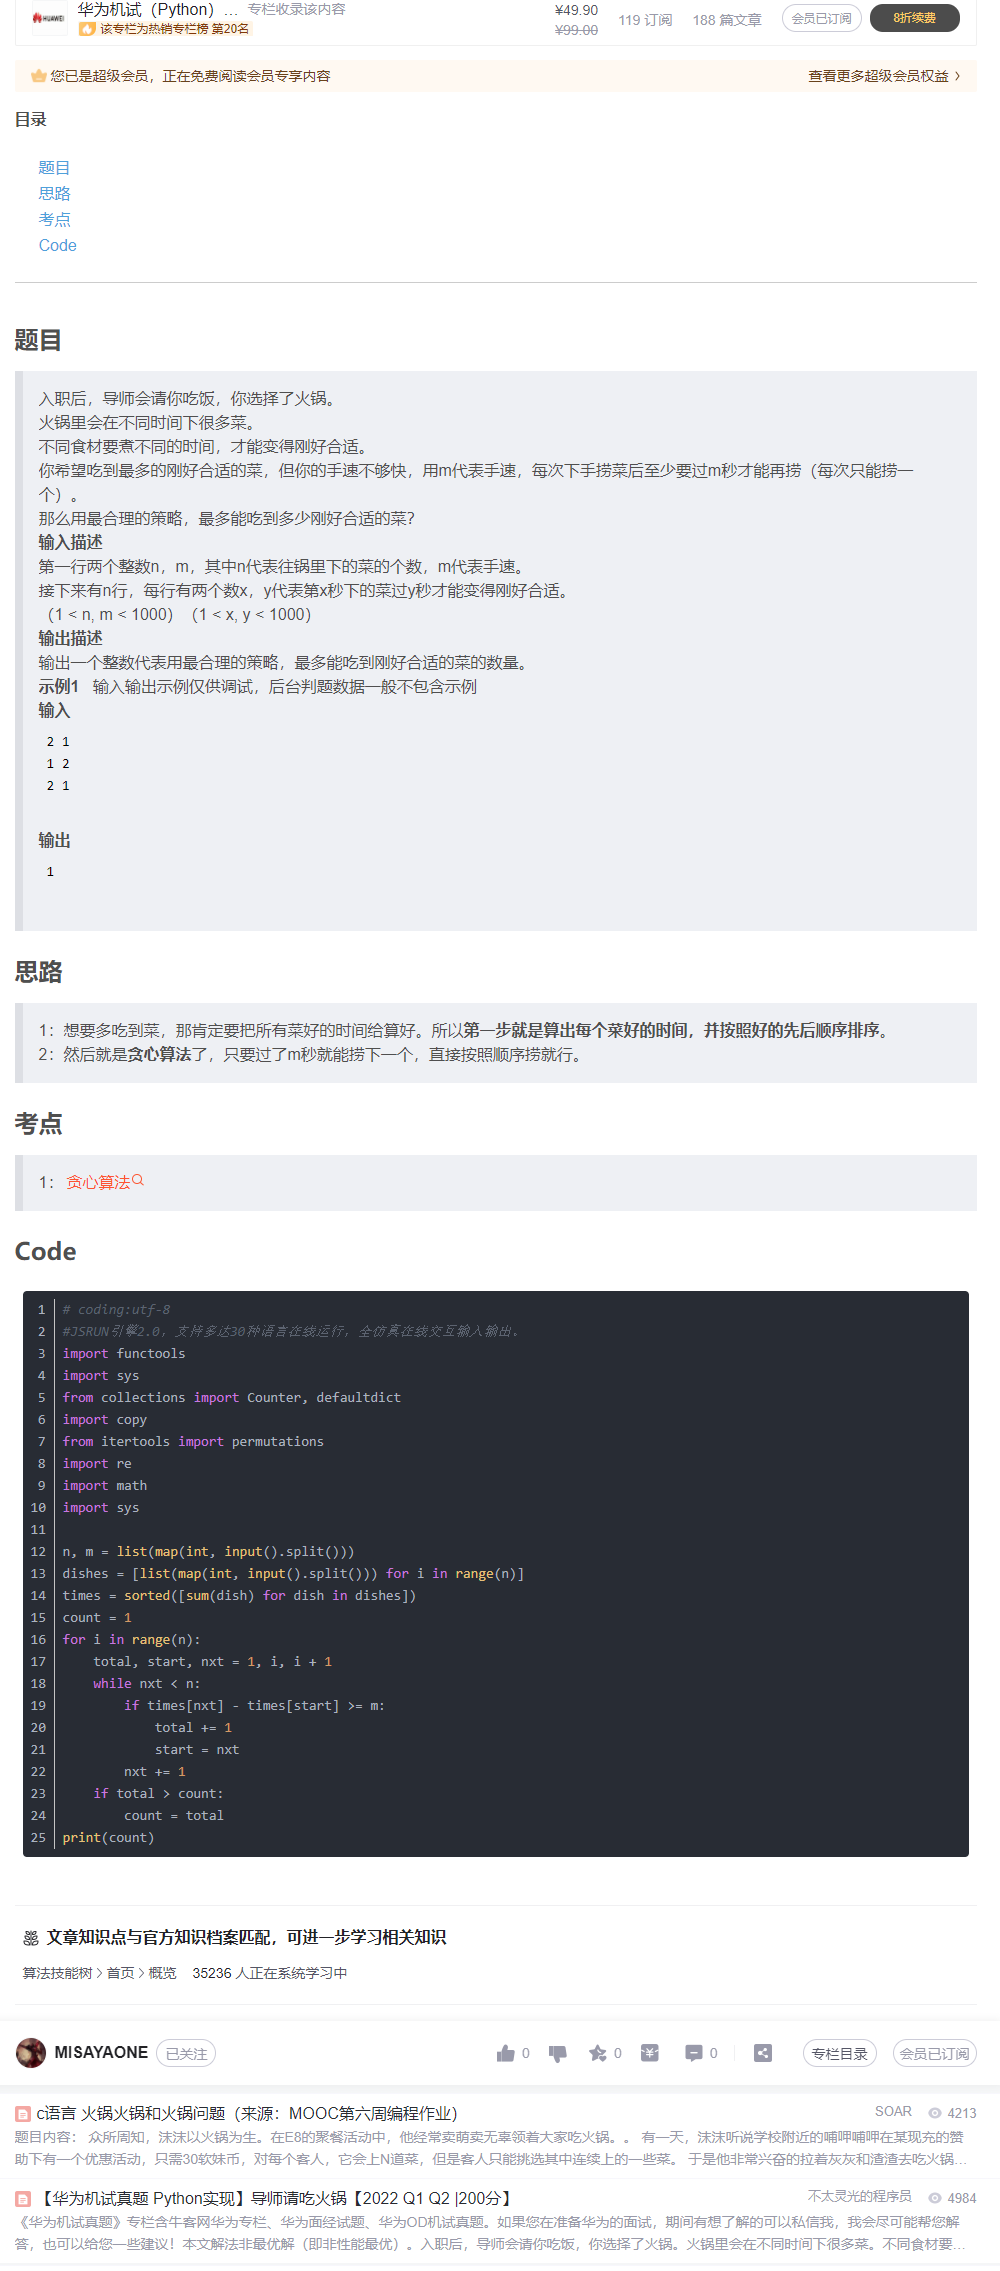 华为机试（Python）... 专栏收录该内容
该专栏为热销专栏榜 第20名
¥49.90
¥99.00
119 订阅
188 篇文章
会员已订阅
8折续费
您已是超级会员，正在免费阅读会员专享内容
查看更多超级会员权益 >
目录
题目
思路
考点
Code
题目
入职后，导师会请你吃饭，你选择了火锅。
火锅里会在不同时间下很多菜。
不同食材要煮不同的时间，才能变得刚好合适。
你希望吃到最多的刚好合适的菜，但你的手速不够快，用m代表手速，每次下手捞菜后至少要过m秒才能再捞（每次只能捞一
个）。
那么用最合理的策略，最多能吃到多少刚好合适的菜？
输入描述
第一行两个整数n，m，其中n代表往锅里下的菜的个数，m代表手速。
接下来有n行，每行有两个数x，y代表第x秒下的菜过y秒才能变得刚好合适。
（1 < n, m < 1000）（1 < x, y < 1000）
输出描述
输出一个整数代表用最合理的策略，最多能吃到刚好合适的菜的数量。
示例1 输入输出示例仅供调试，后台判题数据一般不包含示例
输入
2 1
1 2
2 1
输出
1
思路
1：想要多吃到菜，那肯定要把所有菜好的时间给算好。所以第一步就是算出每个菜好的时间，并按照好的先后顺序排序。
2：然后就是贪心算法了，只要过了m秒就能捞下一个，直接按照顺序捞就行。
考点
1： 贪心算法
Code
1 # coding:utf-8
2 #JSRUN引擎2.0，支持多达30种语言在线运行，全仿真在线交互输入输出。
3 import functools
4 import sys
5 from collections import Counter, defaultdict
6 import copy
7 from itertools import permutations
8 import re
9 import math
10 import sys
11
12 n, m = list(map(int, input().split()))
13 dishes = [list(map(int, input().split())) for i in range(n)]
14 times = sorted([sum(dish) for dish in dishes])
15 count = 1
16 for i in range(n):
17     total, start, nxt = 1, i, i + 1
18     while nxt < n:
19         if times[nxt] - times[start] >= m:
20             total += 1
21             start = nxt
22         nxt += 1
23     if total > count:
24         count = total
25 print(count)
文章知识点与官方知识档案匹配，可进一步学习相关知识
算法技能树 > 首页 > 概览 35236 人正在系统学习中
MISAYAONE 已关注 0 0 0 专栏目录 会员已订阅
c语言 火锅火锅和火锅问题（来源：MOOC第六周编程作业） SOAR 4213
题目内容： 众所周知，沫沫以火锅为生。在E8的聚餐活动中，他经常卖萌卖无辜领着大家吃火锅。。 有一天，沫沫听说学校附近的哺呷哺呷在某现充的赞
助下有一个优惠活动，只需30软妹币，对每个客人，它会上N道菜，但是客人只能挑选其中连续上的一些菜。 于是他非常兴奋的拉着灰灰和渣渣去吃火锅...
【华为机试真题 Python实现】导师请吃火锅【2022 Q1 Q2 |200分】 不太灵光的程序员 4984
《华为机试真题》专栏含牛客网华为专栏、华为面经试题、华为OD机试真题。如果您在准备华为的面试，期间有想了解的可以私信我，我会尽可能帮您解
答，也可以给您一些建议！本文解法非最优解（即非性能最优）。入职后，导师会请你吃饭，你选择了火锅。火锅里会在不同时间下很多菜。不同食材要...